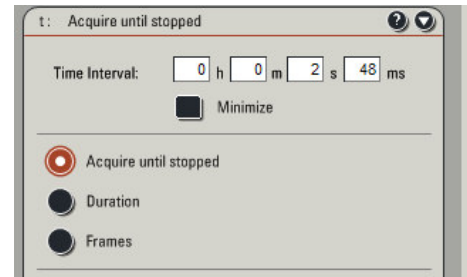 t: Acquire until stopped ?
Time Interval: 0 h 0 m 2 s 48 ms
Minimize
Acquire until stopped
Duration
Frames